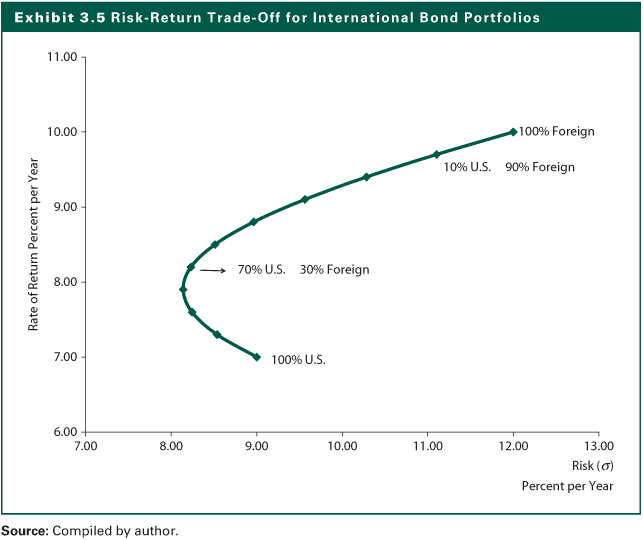 Exhibit 3.5 Risk-Return Trade-Off for International Bond Portfolios
11.00
10.00
9.00
8.00
7.00
6.00
Rate of Return Percent per Year
100% Foreign
10% U.S. 90% Foreign
70% U.S. 30% Foreign
100% U.S.
7.00 8.00 9.00 10.00 11.00 12.00 13.00
Risk (σ)
Percent per Year
Source: Compiled by author.